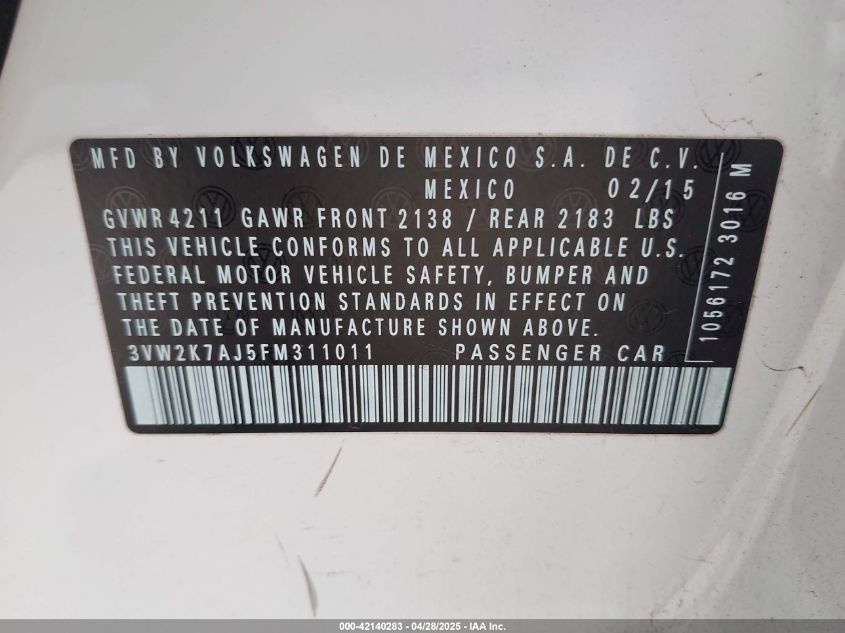 MFD BY VOLKSWAGEN DE MEXICO S.A. DE C.V.
MEXICO 02/15
GVWR 4211 GAWR FRONT 2138 / REAR 2183 LBS
THIS VEHICLE CONFORMS TO ALL APPLICABLE U.S.
FEDERAL MOTOR VEHICLE SAFETY, BUMPER AND
THEFT PREVENTION STANDARDS IN EFFECT ON
THE DATE OF MANUFACTURE SHOWN ABOVE.
3VW2K7AJ5FM311011 PASSENGER CAR
1056172 3016 M
000-42140283 - 04/28/2025 - IAA Inc.